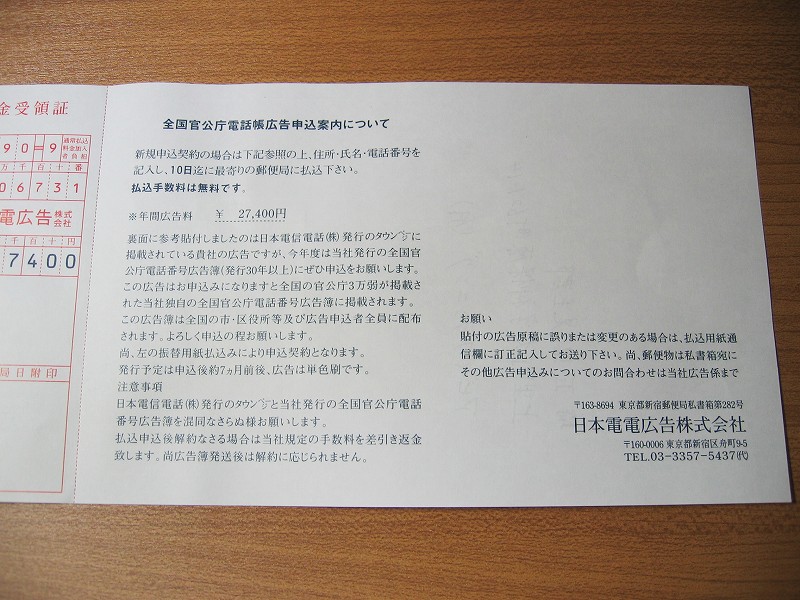 金受領証
90=9
通常払込
料金加入
者負担
万千百十番
06731
電広告株式
会社
千百十円
7400
局日附印
全国官公庁電話帳広告申込案内について
新規申込契約の場合は下記参照の上、住所・氏名・電話番号を
記入し、10日迄に最寄りの郵便局に払込下さい。
払込手数料は無料です。
※年間広告料 ¥ 27,400円
裏面に参考貼付しましたのは日本電信電話(株)発行のタウンページに
掲載されている貴社の広告ですが、今年度は当社発行の全国官
公庁電話番号広告簿(発行30年以上)にぜひ申込をお願いします。
この広告はお申込みになりますと全国の官公庁3万弱が掲載さ
れた当社独自の全国官公庁電話番号広告簿に掲載されます。
この広告簿は全国の市・区役所等及び広告申込者全員に配布
されます。よろしく申込の程お願いします。
尚、左の振替用紙払込みにより申込契約となります。
発行予定は申込後約7ヵ月前後、広告は単色刷です。
注意事項
日本電信電話(株)発行のタウンページと当社発行の全国官公庁電話
番号広告簿を混同なさらぬ様お願いします。
払込申込後解約なさる場合は当社規定の手数料を差引き返金
致します。尚広告簿発送後は解約に応じられません。
お願い
貼付の広告原稿に誤りまたは変更のある場合は、払込用紙通
信欄に訂正記入してお送り下さい。尚、郵便物は私書箱宛に
その他広告申込みについてのお問合わせは当社広告係まで
〒163-8694 東京都新宿郵便局私書箱第282号
日本電電広告株式会社
〒160-0006 東京都新宿区舟町9-5
TEL.03-3357-5437(代)